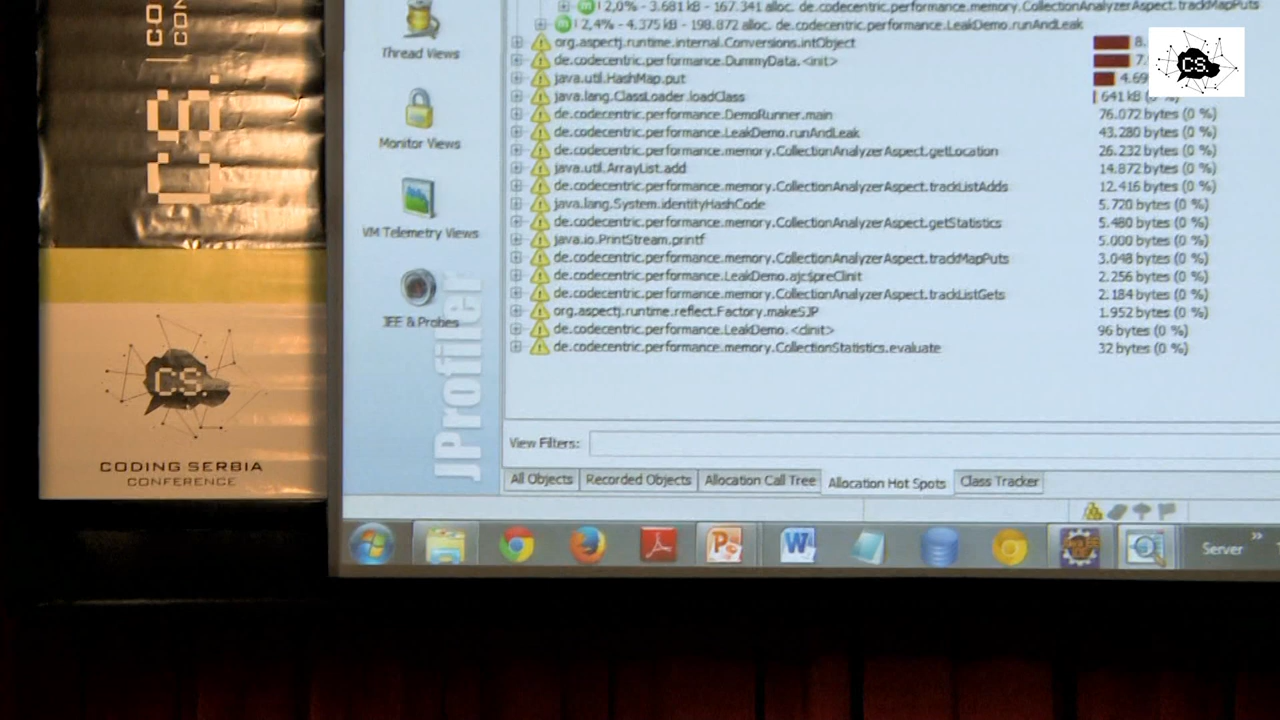 CS.
CO
CON
2,0% - 3.681 kB - 167.341 alloc. de.codecentric.performance.memory.CollectionAnalyzerAspect.trackMapPuts
2,4% - 4.375 kB - 198.872 alloc. de.codecentric.performance.LeakDemo.runAndLeak
org.aspectj.runtime.internal.Conversions.intObject 8.
de.codecentric.performance.DummyData.<init> 7.
java.util.HashMap.put 4.69
java.lang.ClassLoader.loadClass 641 kB (0 %)
de.codecentric.performance.DemoRunner.main 76.072 bytes (0 %)
de.codecentric.performance.LeakDemo.runAndLeak 43.280 bytes (0 %)
de.codecentric.performance.memory.CollectionAnalyzerAspect.getLocation 26.232 bytes (0 %)
java.util.ArrayList.add 14.872 bytes (0 %)
de.codecentric.performance.memory.CollectionAnalyzerAspect.trackListAdds 12.416 bytes (0 %)
java.lang.System.identityHashCode 5.720 bytes (0 %)
de.codecentric.performance.memory.CollectionAnalyzerAspect.getStatistics 5.480 bytes (0 %)
java.io.PrintStream.printf 5.000 bytes (0 %)
de.codecentric.performance.memory.CollectionAnalyzerAspect.trackMapPuts 3.048 bytes (0 %)
de.codecentric.performance.LeakDemo.ajc$preClinit 2.256 bytes (0 %)
de.codecentric.performance.memory.CollectionAnalyzerAspect.trackListGets 2.184 bytes (0 %)
org.aspectj.runtime.reflect.Factory.makeSJP 1.952 bytes (0 %)
de.codecentric.performance.LeakDemo.<clinit> 96 bytes (0 %)
de.codecentric.performance.memory.CollectionStatistics.evaluate 32 bytes (0 %)
Thread Views
Monitor Views
VM Telemetry Views
JEE & Probes
JProfiler
View Filters:
All Objects Recorded Objects Allocation Call Tree Allocation Hot Spots Class Tracker
Server »
CS.
CODING SERBIA
CONFERENCE
CS.